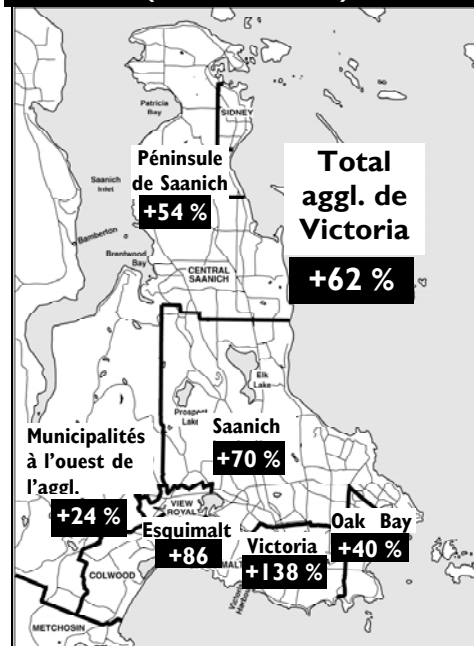 Patricia
Bay
SIDNEY
Péninsule
de Saanich
+54 %
Total
aggl. de
Victoria
+62 %
Saanich
Inlet
Bamberton
Brentwood
Bay
CENTRAL
SAANICH
Elk
Lake
Prospect
Lake
Saanich
+70 %
Municipalités
à l'ouest de
l'aggl.
+24 %
VIEW
ROYAL
Esquimalt
+86
Victoria
+138 %
Oak Bay
+40 %
COLWOOD
METCHOSIN